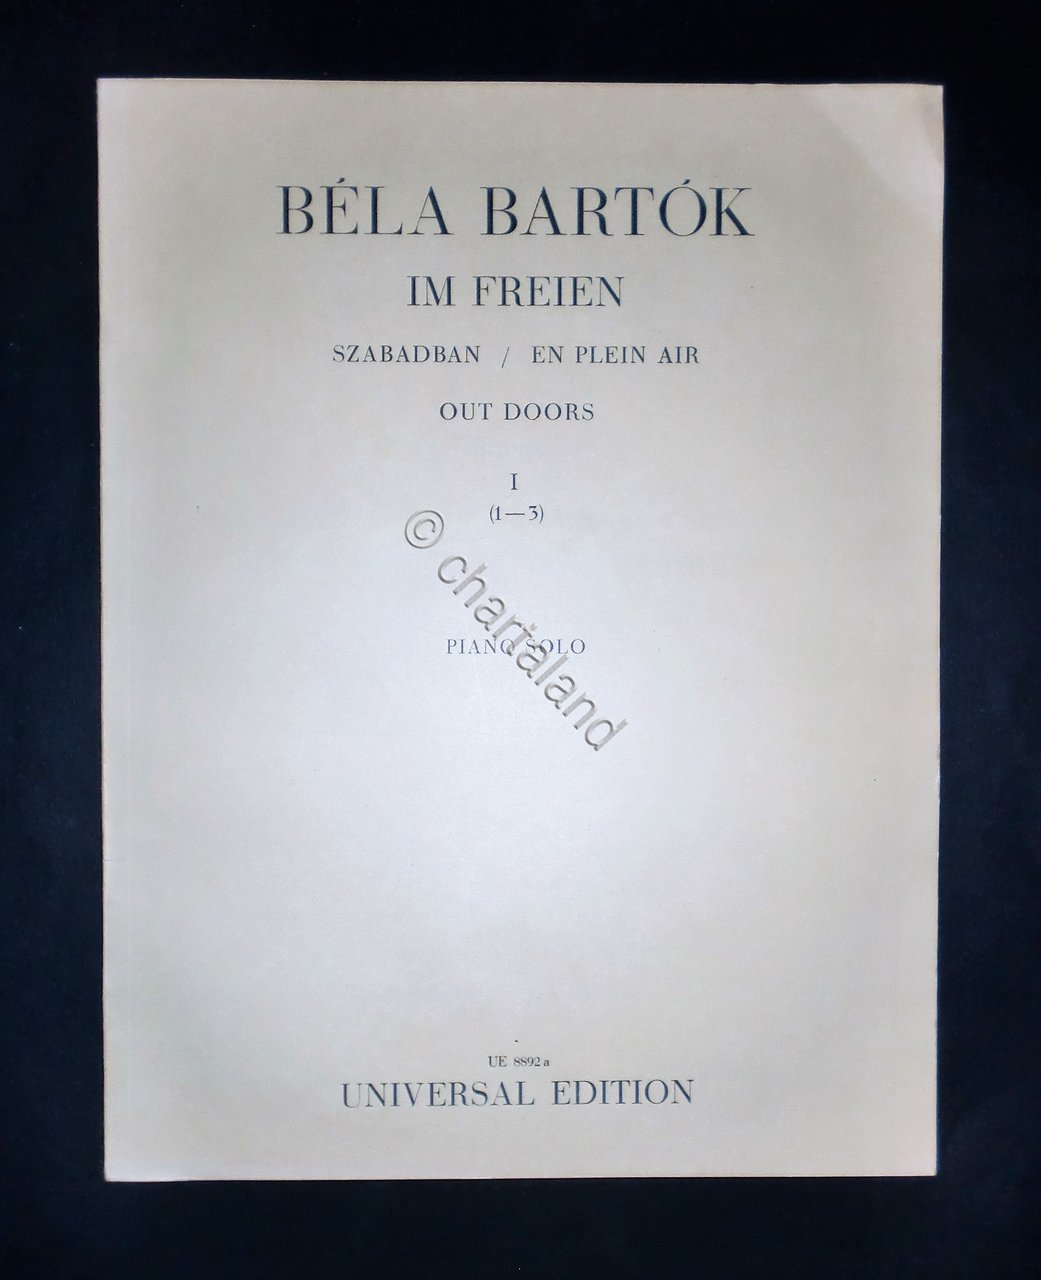 BÉLA BARTÓK
IM FREIEN
SZABADBAN / EN PLEIN AIR
OUT DOORS
I
(1—3)
© chartaland
PIANO SOLO
UE 8892 a
UNIVERSAL EDITION